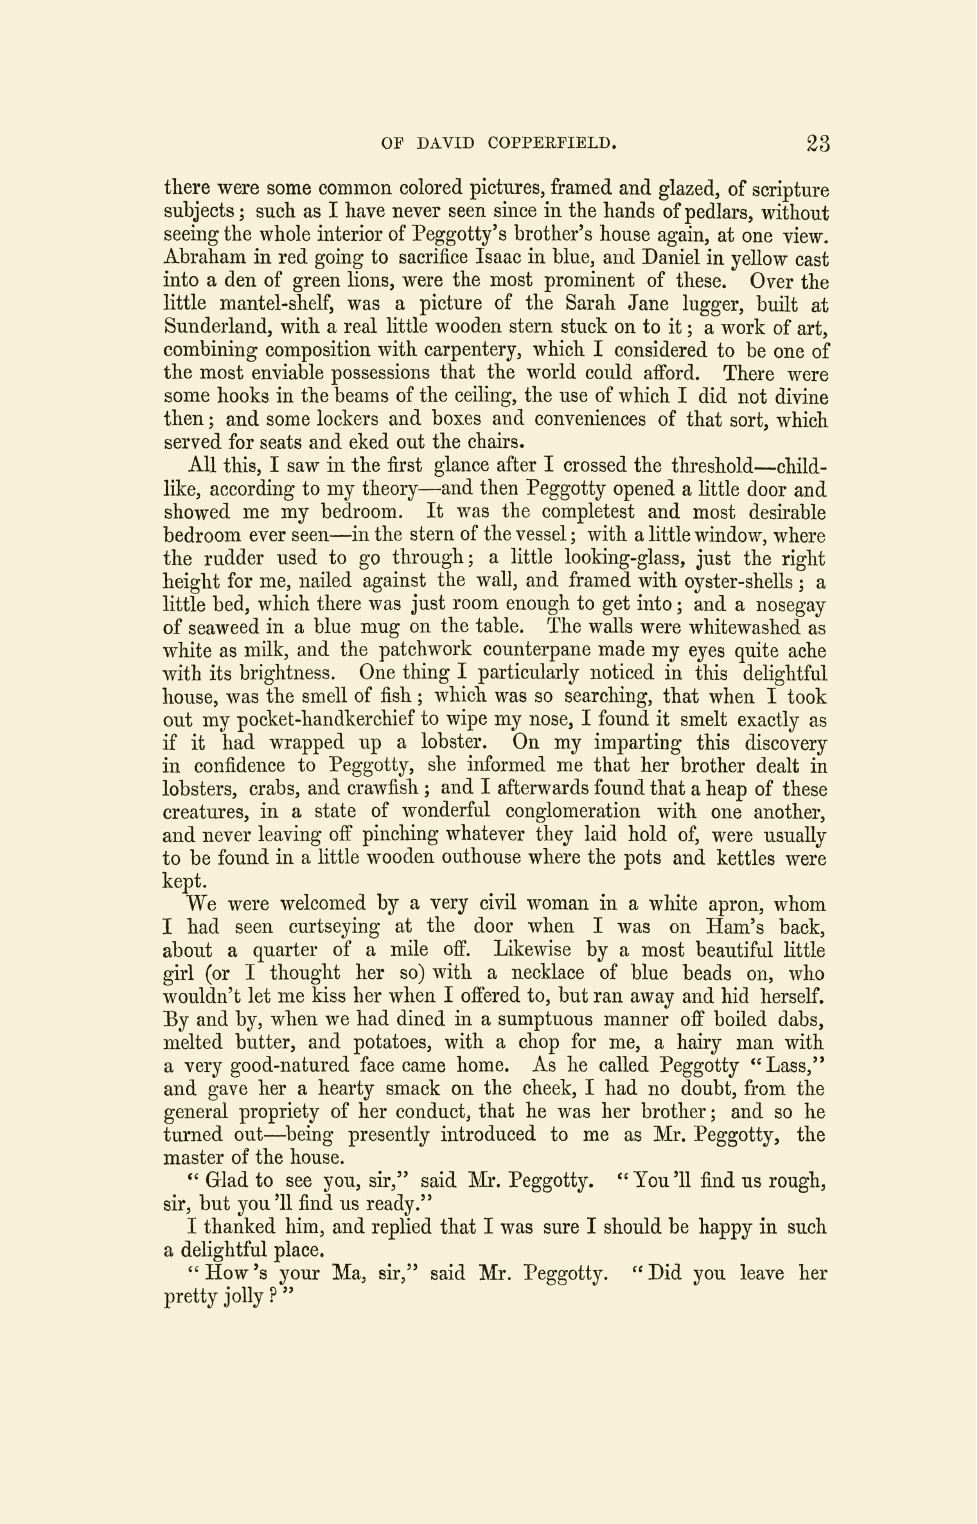 OF DAVID COPPERFIELD. 23
there were some common colored pictures, framed and glazed, of scripture
subjects; such as I have never seen since in the hands of pedlars, without
seeing the whole interior of Peggotty's brother's house again, at one view.
Abraham in red going to sacrifice Isaac in blue, and Daniel in yellow cast
into a den of green lions, were the most prominent of these. Over the
little mantel-shelf, was a picture of the Sarah Jane lugger, built at
Sunderland, with a real little wooden stern stuck on to it; a work of art,
combining composition with carpentery, which I considered to be one of
the most enviable possessions that the world could afford. There were
some hooks in the beams of the ceiling, the use of which I did not divine
then; and some lockers and boxes and conveniences of that sort, which
served for seats and eked out the chairs.
All this, I saw in the first glance after I crossed the threshold—child-
like, according to my theory—and then Peggotty opened a little door and
showed me my bedroom. It was the completest and most desirable
bedroom ever seen—in the stern of the vessel; with a little window, where
the rudder used to go through; a little looking-glass, just the right
height for me, nailed against the wall, and framed with oyster-shells; a
little bed, which there was just room enough to get into; and a nosegay
of seaweed in a blue mug on the table. The walls were whitewashed as
white as milk, and the patchwork counterpane made my eyes quite ache
with its brightness. One thing I particularly noticed in this delightful
house, was the smell of fish; which was so searching, that when I took
out my pocket-handkerchief to wipe my nose, I found it smelt exactly as
if it had wrapped up a lobster. On my imparting this discovery
in confidence to Peggotty, she informed me that her brother dealt in
lobsters, crabs, and crawfish; and I afterwards found that a heap of these
creatures, in a state of wonderful conglomeration with one another,
and never leaving off pinching whatever they laid hold of, were usually
to be found in a little wooden outhouse where the pots and kettles were
kept.
We were welcomed by a very civil woman in a white apron, whom
I had seen curtseying at the door when I was on Ham's back,
about a quarter of a mile off. Likewise by a most beautiful little
girl (or I thought her so) with a necklace of blue beads on, who
wouldn't let me kiss her when I offered to, but ran away and hid herself.
By and by, when we had dined in a sumptuous manner off boiled dabs,
melted butter, and potatoes, with a chop for me, a hairy man with
a very good-natured face came home. As he called Peggotty “Lass,”
and gave her a hearty smack on the cheek, I had no doubt, from the
general propriety of her conduct, that he was her brother; and so he
turned out—being presently introduced to me as Mr. Peggotty, the
master of the house.
“Glad to see you, sir,” said Mr. Peggotty. “You 'll find us rough,
sir, but you 'll find us ready.”
I thanked him, and replied that I was sure I should be happy in such
a delightful place.
“How 's your Ma, sir,” said Mr. Peggotty. “Did you leave her
pretty jolly?”